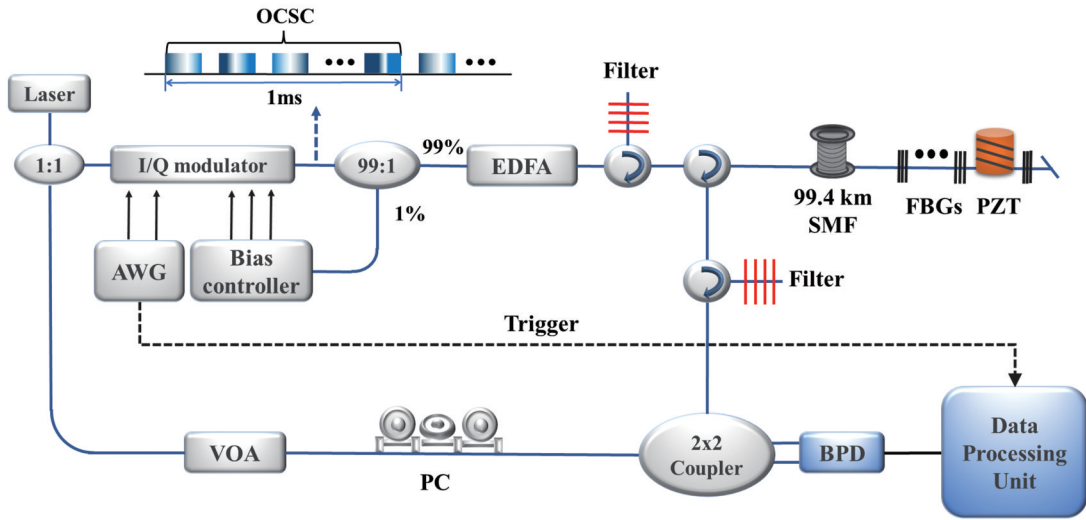 OCSC
1ms
Laser
Filter
1:1
I/Q modulator
99:1
99%
EDFA
1%
99.4 km
SMF
FBGs
PZT
AWG
Bias
controller
Filter
Trigger
VOA
PC
2x2
Coupler
BPD
Data
Processing
Unit